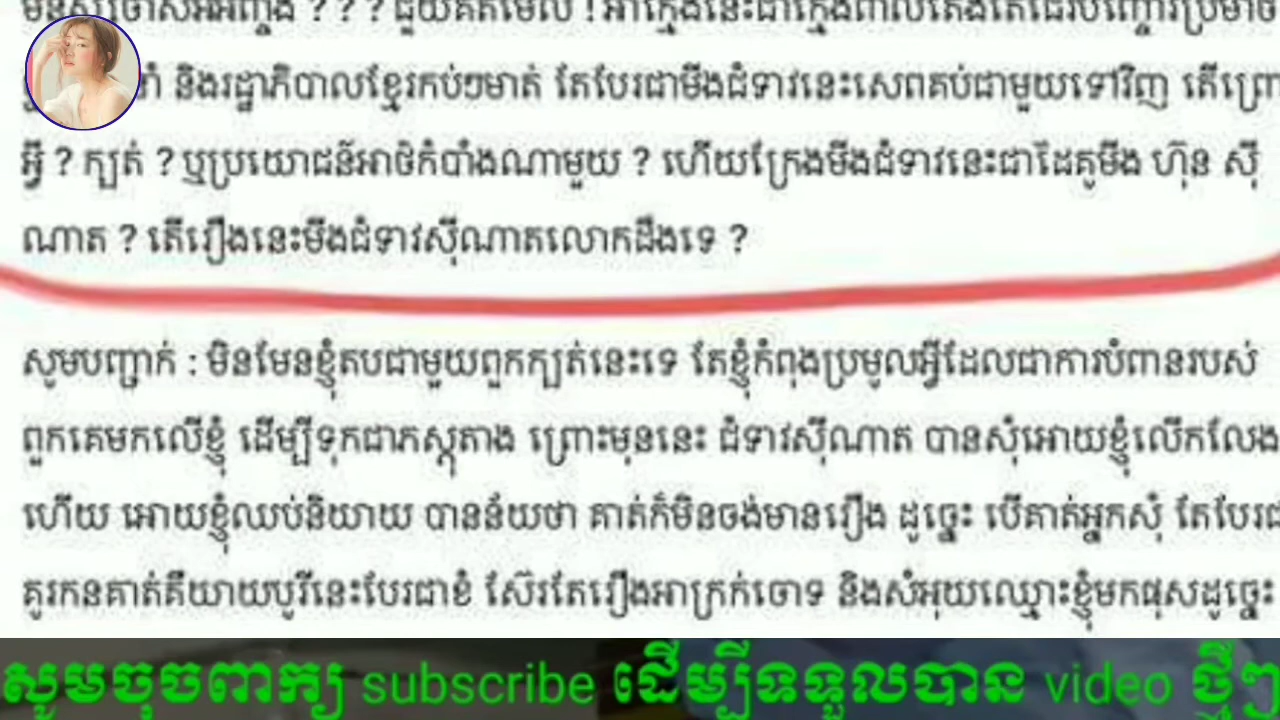 ? ? ? ជួយគិតមើល !
និងរដ្ឋាភិបាលខ្មែរកប់ៗមាត់ តែបែរជាមីងជំទាវនេះសេពគប់ជាមួយទៅវិញ តើព្រោ
អ្វី ? ក្បត់ ? ឬប្រយោជន៍អាថ៌កំបាំងណាមួយ ? ហើយក្រែងមីងជំទាវនេះជាដៃគូមីង ហ៊ុន ស៊ី
ណាត ? តើរឿងនេះមីងជំទាវស៊ីណាតលោកដឹងទេ ?
សូមបញ្ជាក់ : មិនមែនខ្ញុំតបជាមួយពួកក្បត់នេះទេ តែខ្ញុំកំពុងប្រមូលអ្វីដែលជាការបំពានរបស់
ពួកគេមកលើខ្ញុំ ដើម្បីទុកជាភស្តុតាង ព្រោះមុននេះ ជំទាវស៊ីណាត បានសុំអោយខ្ញុំលើកលែង
ហើយ អោយខ្ញុំឈប់និយាយ បានន័យថា គាត់ក៏មិនចង់មានរឿង ដូច្នេះ បើគាត់អ្នកសុំ តែបែរជ
គូរកនគាត់គឺយាយបូរីនេះបែរជាខំ ស៊ែរតែរឿងអាក្រក់ចោទ និងសំអុយឈ្មោះខ្ញុំមកផុសដូច្នេះ
សូមចុចពាក្យ subscribe ដើម្បីទទួលបាន video ថ្មីៗ